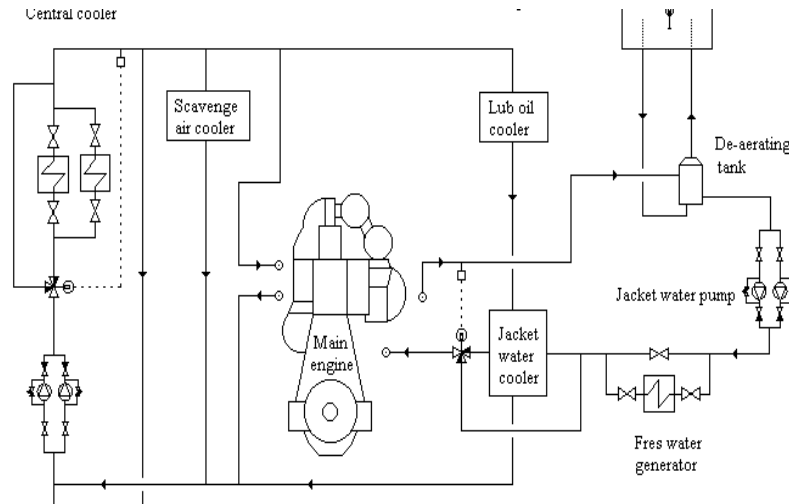 Central cooler
Scavenge
air cooler
Lub oil
cooler
De-aerating
tank
Jacket water pump
Main
engine
Jacket
water
cooler
Fres water
generator